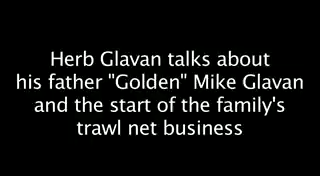 Herb Glavan talks about
his father "Golden" Mike Glavan
and the start of the family's
trawl net business